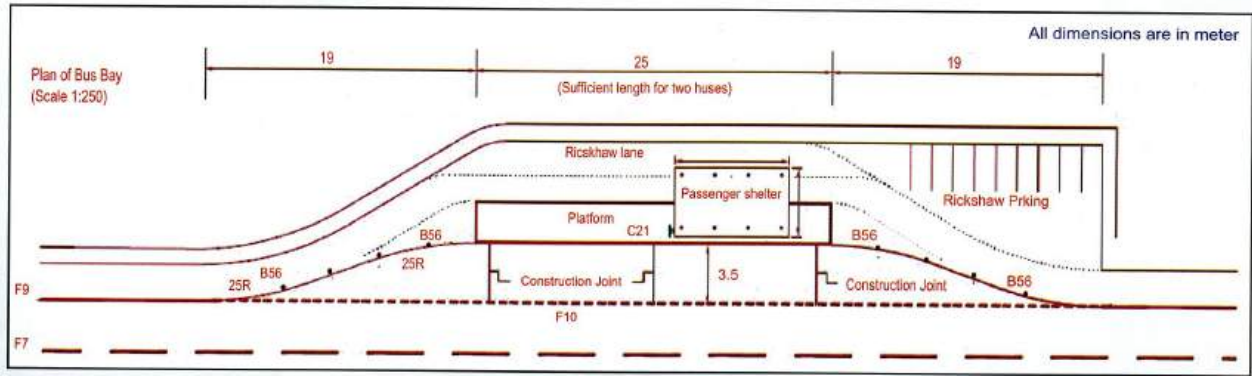 All dimensions are in meter
19
25
19
Plan of Bus Bay
(Scale 1:250)
(Sufficient length for two huses)
Ricskhaw lane
Passenger shelter
Rickshaw Prking
Platform
C21
B56
B56
B56
25R
B56
25R
Construction Joint
3.5
Construction Joint
F9
F10
F7